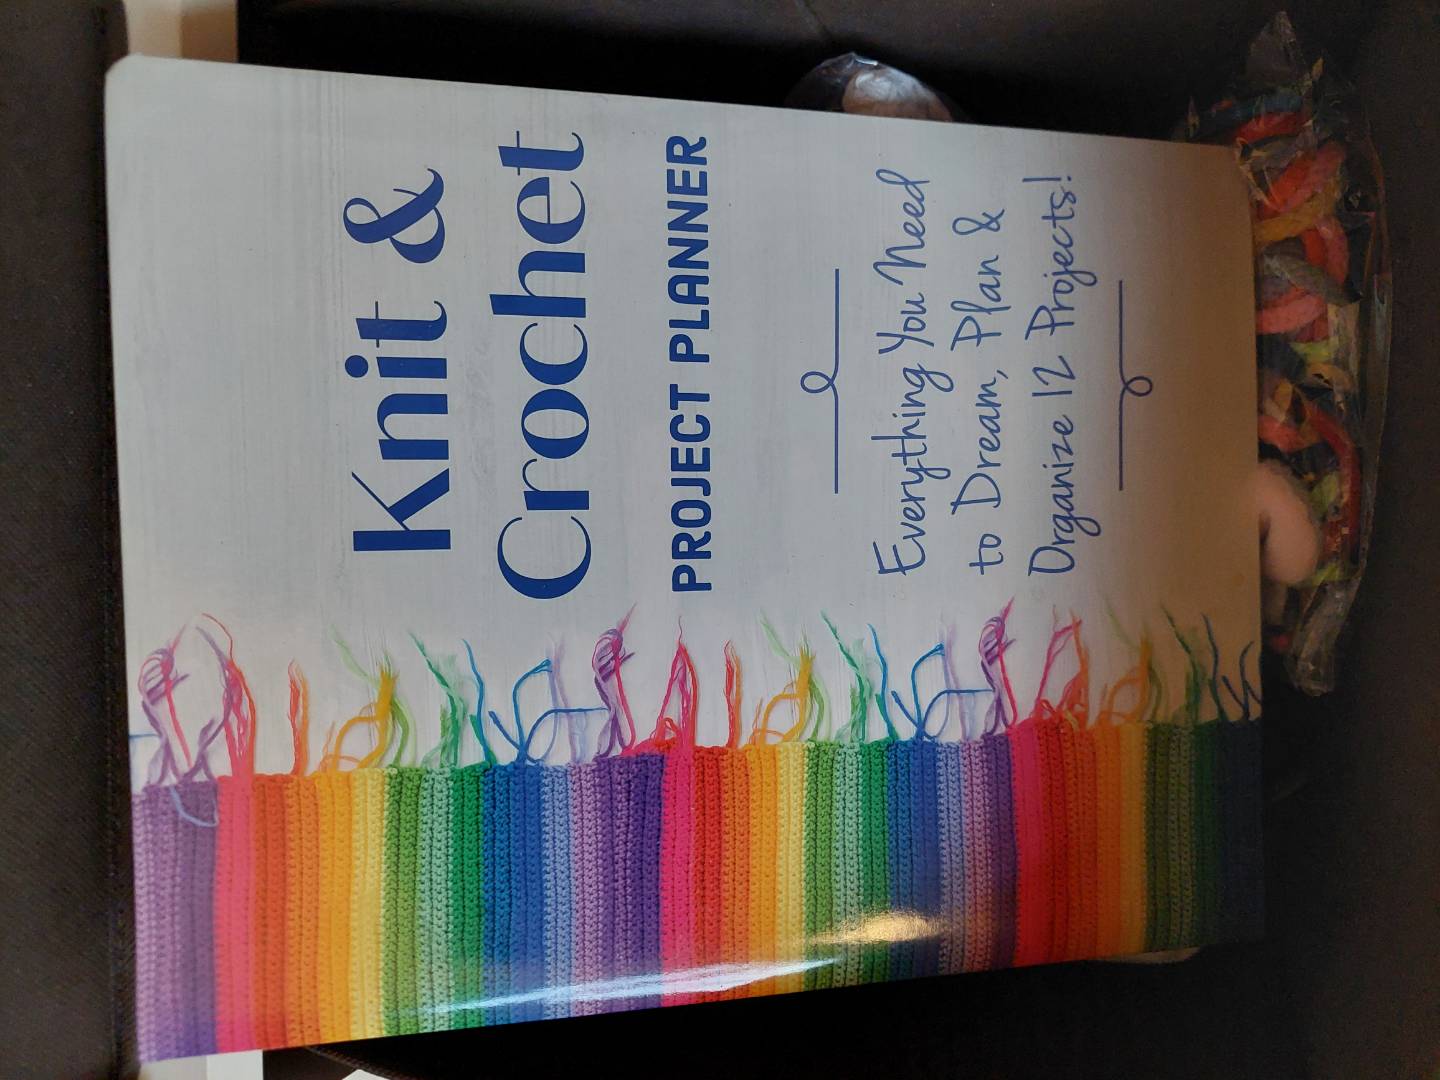 Knit &
Crochet
PROJECT PLANNER
Everything You Need
to Dream, Plan &
Organize 12 Projects!